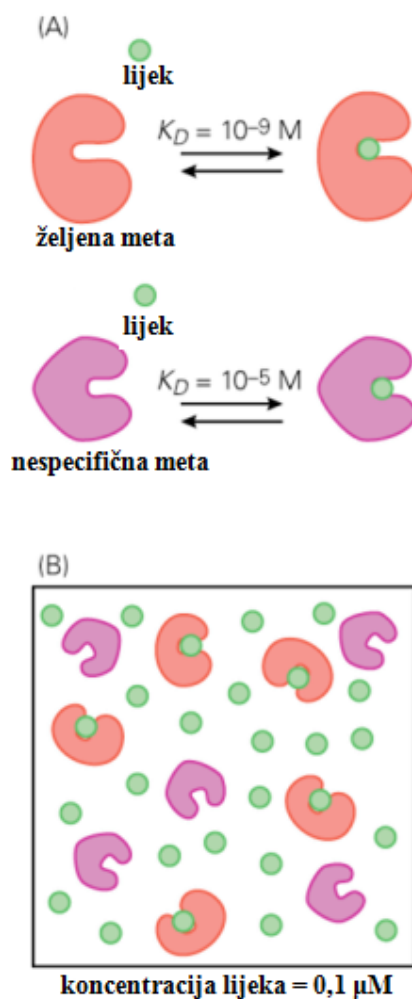 (A)
lijek
K_D = 10⁻⁹ M
željena meta
lijek
K_D = 10⁻⁵ M
nespecifična meta
(B)
koncentracija lijeka = 0,1 μM